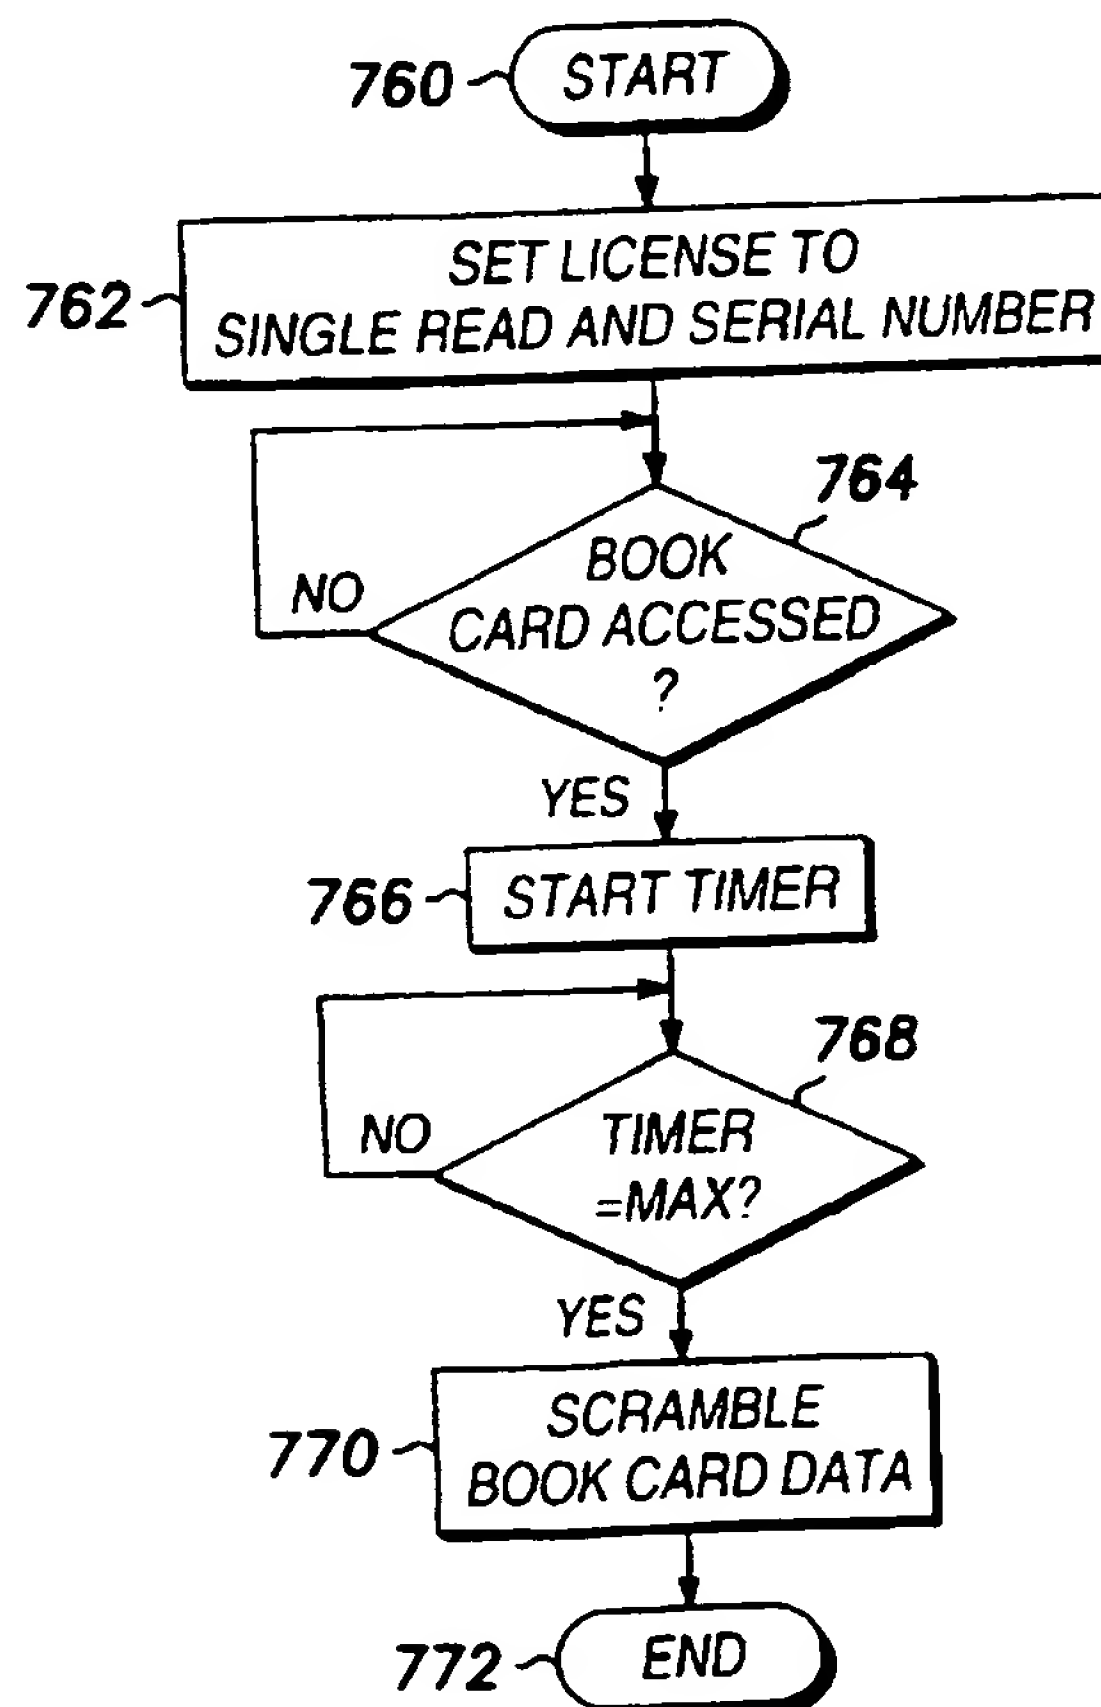 760
START
762
SET LICENSE TO
SINGLE READ AND SERIAL NUMBER
764
BOOK
CARD ACCESSED
?
NO
YES
766
START TIMER
768
TIMER
=MAX?
NO
YES
770
SCRAMBLE
BOOK CARD DATA
772
END